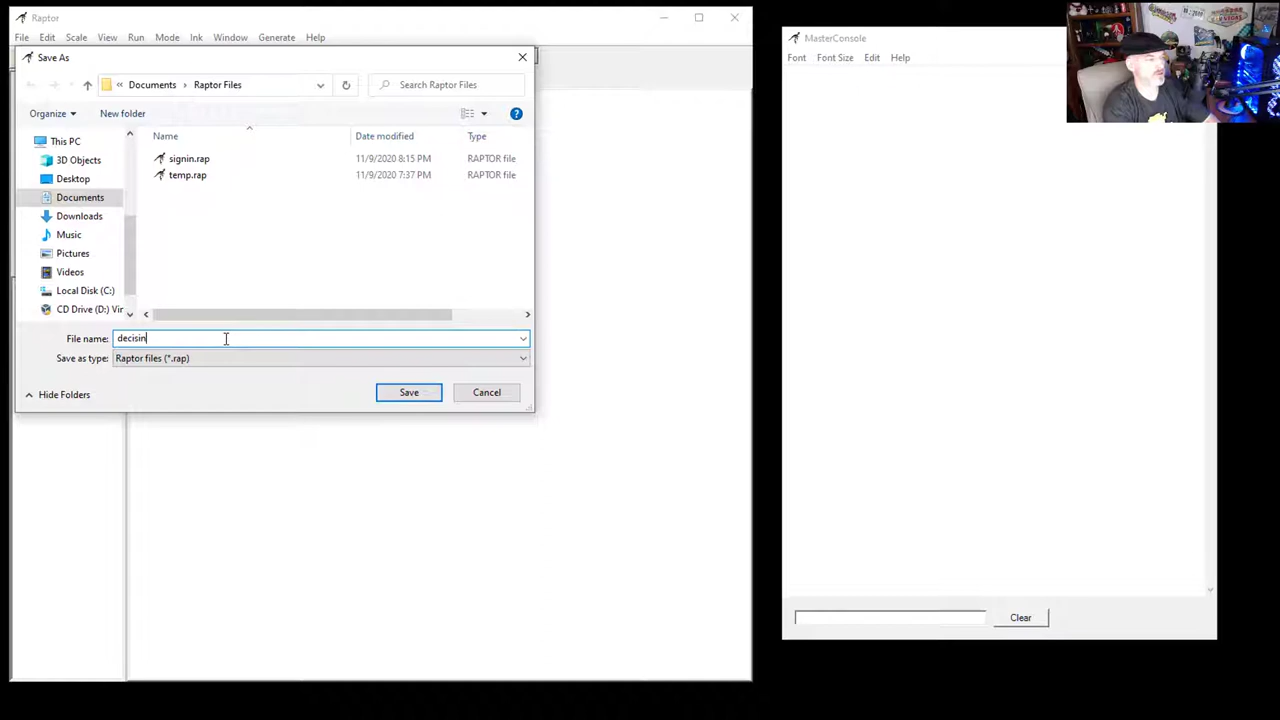 Raptor
File Edit Scale View Run Mode Ink Window Generate Help
Save As
« Documents › Raptor Files
Search Raptor Files
Organize New folder
Name Date modified Type
This PC
3D Objects
Desktop
Documents
Downloads
Music
Pictures
Videos
Local Disk (C:)
CD Drive (D:) Vir
signin.rap 11/9/2020 8:15 PM RAPTOR file
temp.rap 11/9/2020 7:37 PM RAPTOR file
File name: decisin
Save as type: Raptor files (*.rap)
Hide Folders
Save Cancel
MasterConsole
Font Font Size Edit Help
Clear